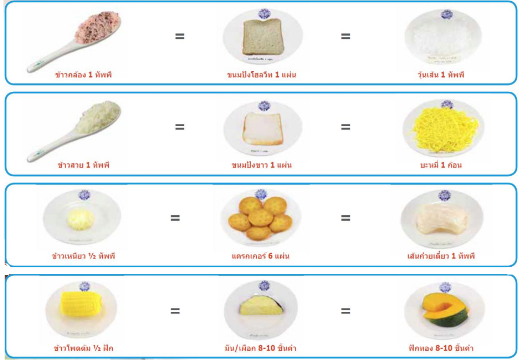 ข้าวกล้อง 1 ทัพพี = ขนมปังโฮลวีท 1 แผ่น = วุ้นเส้น 1 ทัพพี
ข้าวสวย 1 ทัพพี = ขนมปังขาว 1 แผ่น = บะหมี่ 1 ก้อน
ข้าวเหนียว ½ ทัพพี = แครกเกอร์ 6 แผ่น = เส้นก๋วยเตี๋ยว 1 ทัพพี
ข้าวโพดต้ม ½ ฝัก = มัน/เผือก 8-10 ชิ้นคำ = ฟักทอง 8-10 ชิ้นคำ